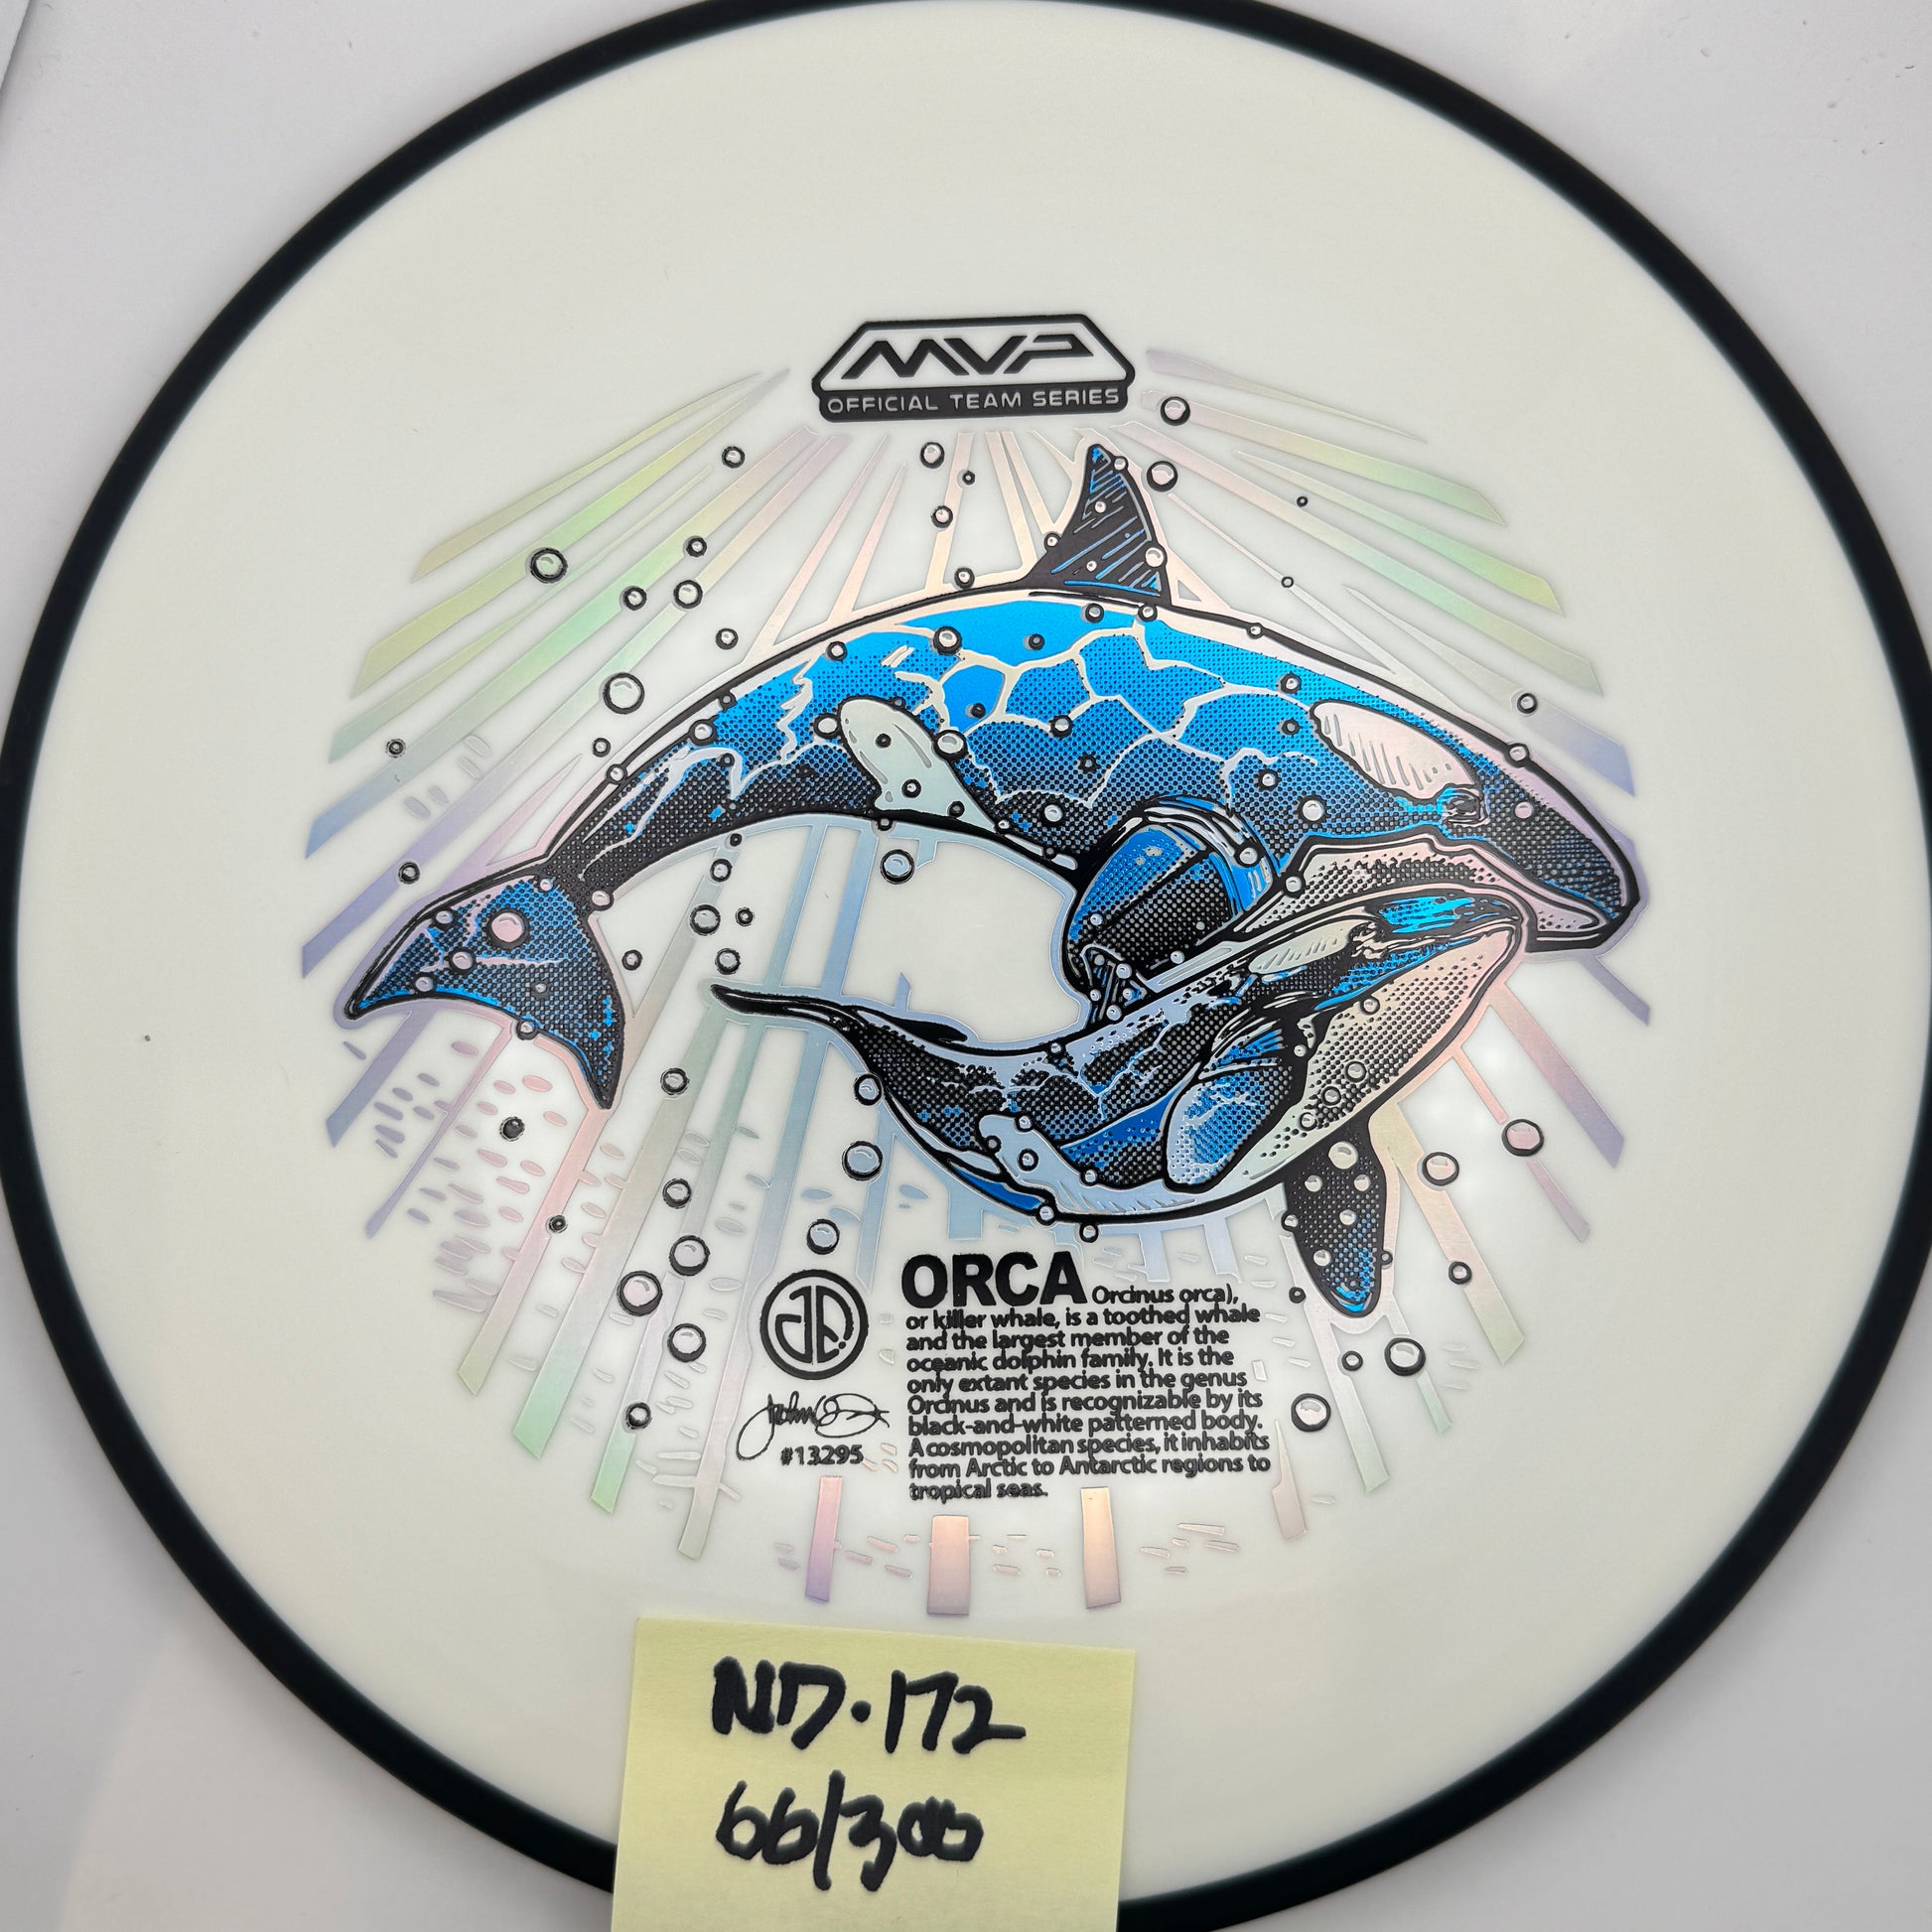 MVP
OFFICIAL TEAM SERIES
ORCA Orcinus orca),
or killer whale, is a toothed whale
and the largest member of the
oceanic dolphin family. It is the
only extant species in the genus
Orcinus and is recognizable by its
black-and-white patterned body.
A cosmopolitan species, it inhabits
from Arctic to Antarctic regions to
tropical seas.
#13295
ND.172
66/300